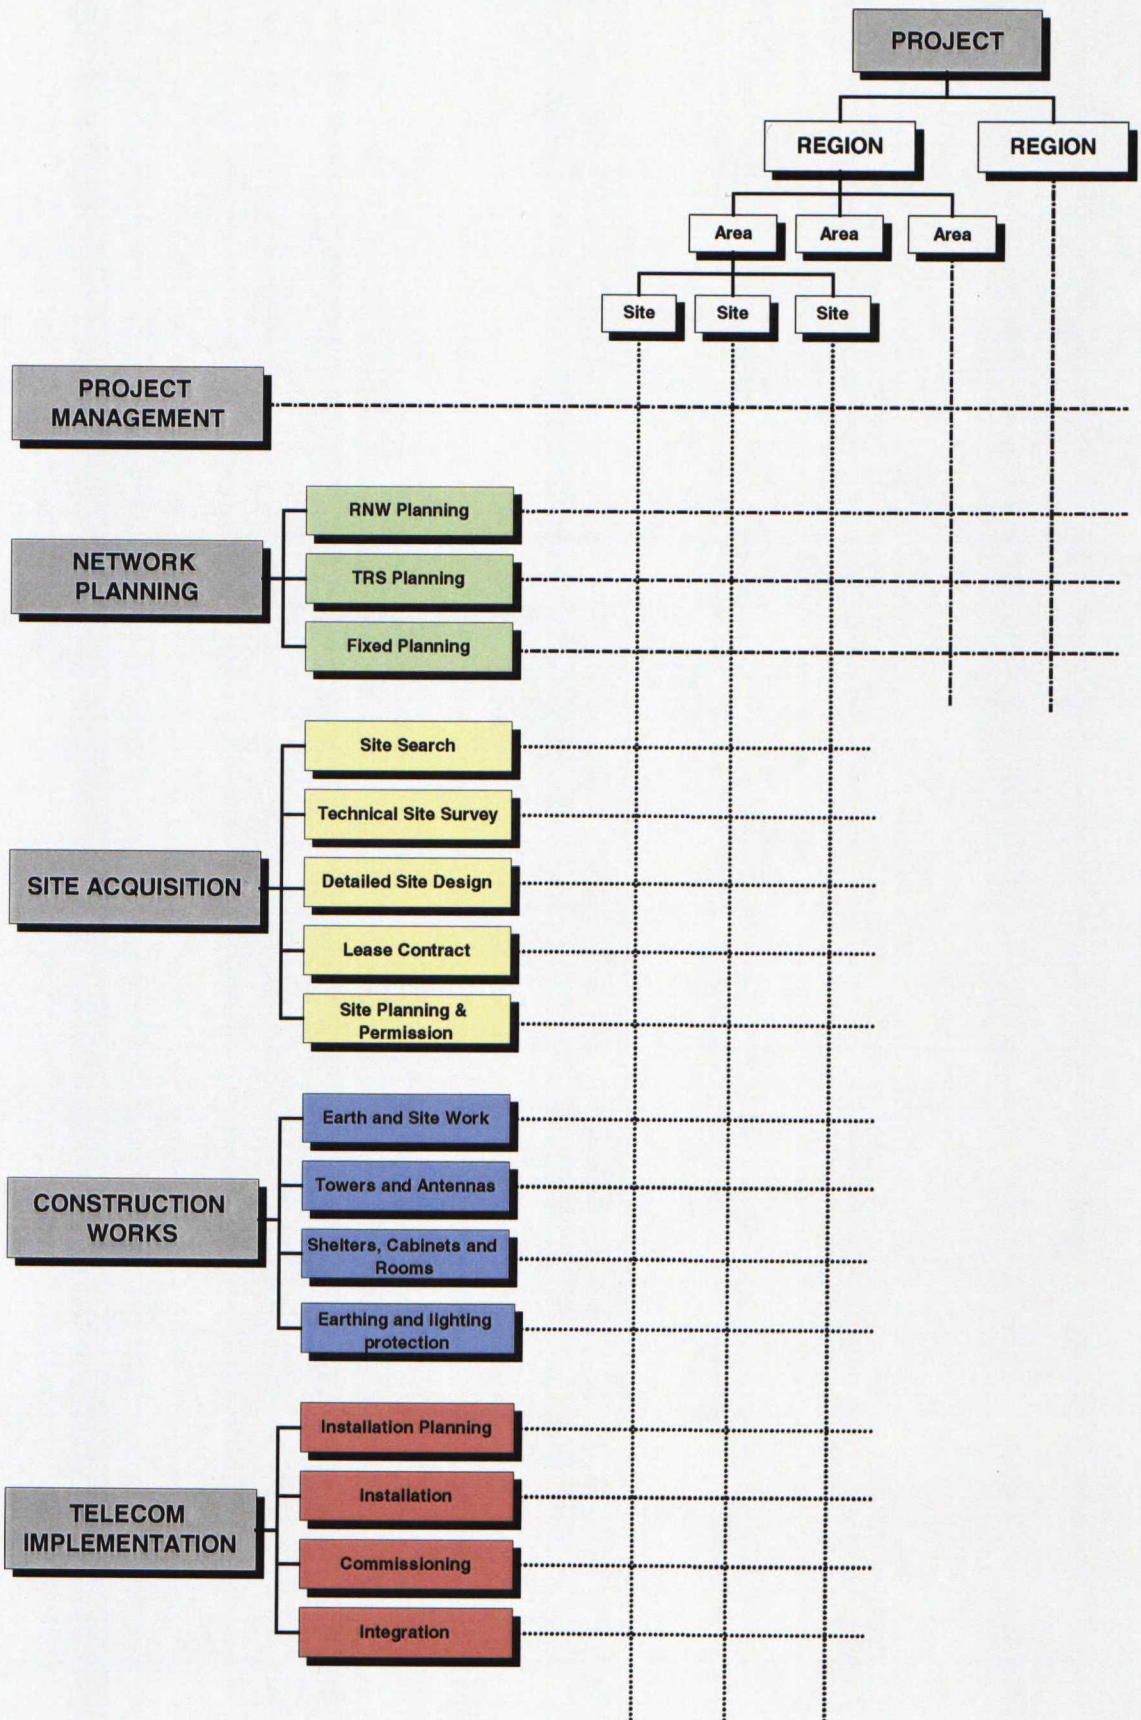 PROJECT
REGION
REGION
Area
Area
Area
Site
Site
Site
PROJECT
MANAGEMENT
NETWORK
PLANNING
RNW Planning
TRS Planning
Fixed Planning
SITE ACQUISITION
Site Search
Technical Site Survey
Detailed Site Design
Lease Contract
Site Planning &
Permission
CONSTRUCTION
WORKS
Earth and Site Work
Towers and Antennas
Shelters, Cabinets and
Rooms
Earthing and lighting
protection
TELECOM
IMPLEMENTATION
Installation Planning
Installation
Commissioning
Integration